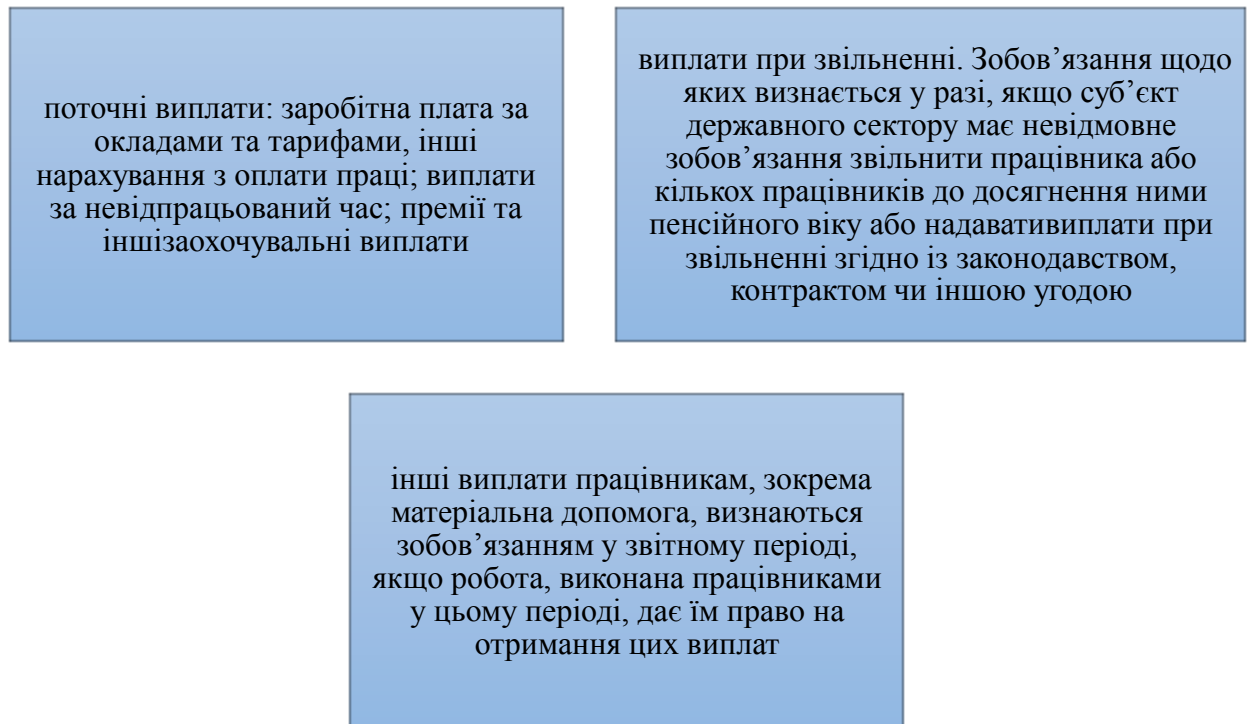 поточні виплати: заробітна плата за
окладами та тарифами, інші
нарахування з оплати праці; виплати
за невідпрацьований час; премії та
іншізаохочувальні виплати
виплати при звільненні. Зобов’язання щодо
яких визнається у разі, якщо суб’єкт
державного сектору має невідмовне
зобов’язання звільнити працівника або
кількох працівників до досягнення ними
пенсійного віку або надавативиплати при
звільненні згідно із законодавством,
контрактом чи іншою угодою
інші виплати працівникам, зокрема
матеріальна допомога, визнаються
зобов’язанням у звітному періоді,
якщо робота, виконана працівниками
у цьому періоді, дає їм право на
отримання цих виплат